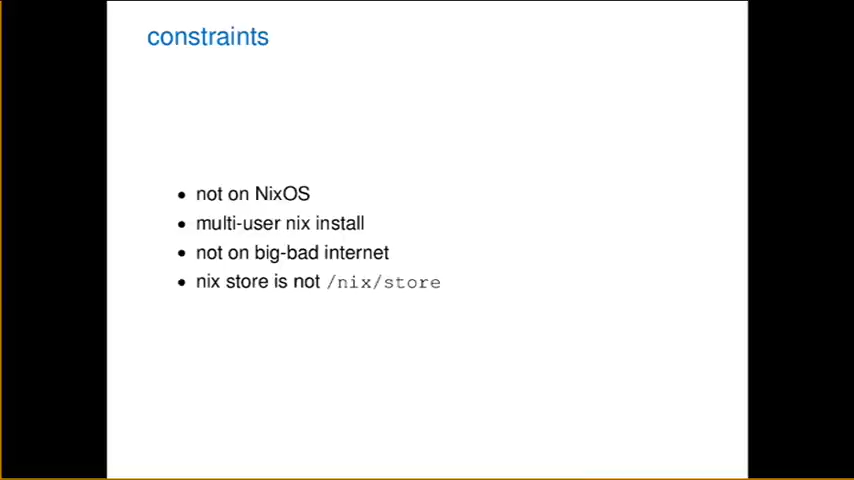 constraints
• not on NixOS
• multi-user nix install
• not on big-bad internet
• nix store is not /nix/store